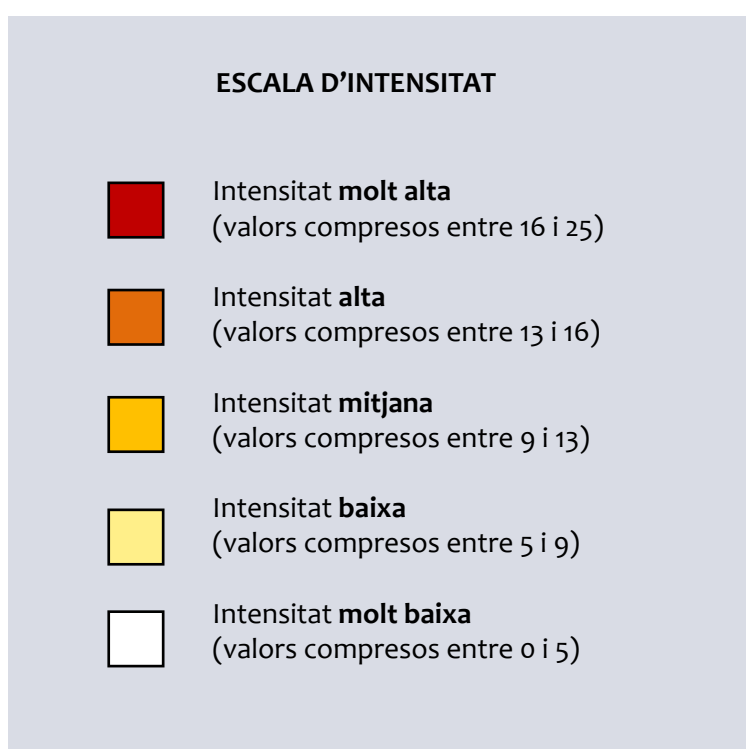 ESCALA D’INTENSITAT
Intensitat molt alta
(valors compresos entre 16 i 25)
Intensitat alta
(valors compresos entre 13 i 16)
Intensitat mitjana
(valors compresos entre 9 i 13)
Intensitat baixa
(valors compresos entre 5 i 9)
Intensitat molt baixa
(valors compresos entre 0 i 5)